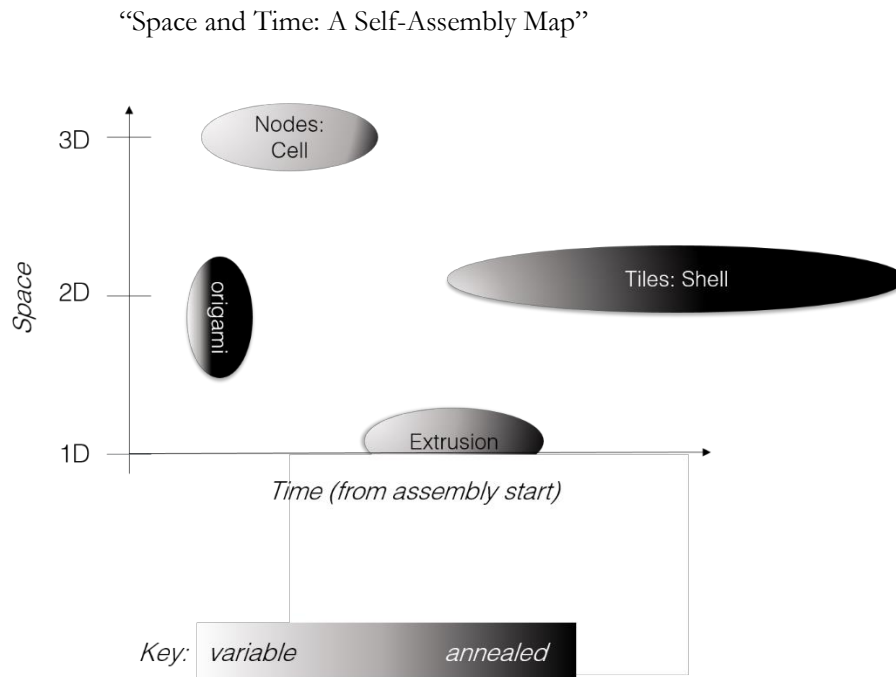 “Space and Time: A Self-Assembly Map”
3D
Nodes:
Cell
Space
2D
origami
Tiles: Shell
1D
Extrusion
Time (from assembly start)
Key: variable annealed